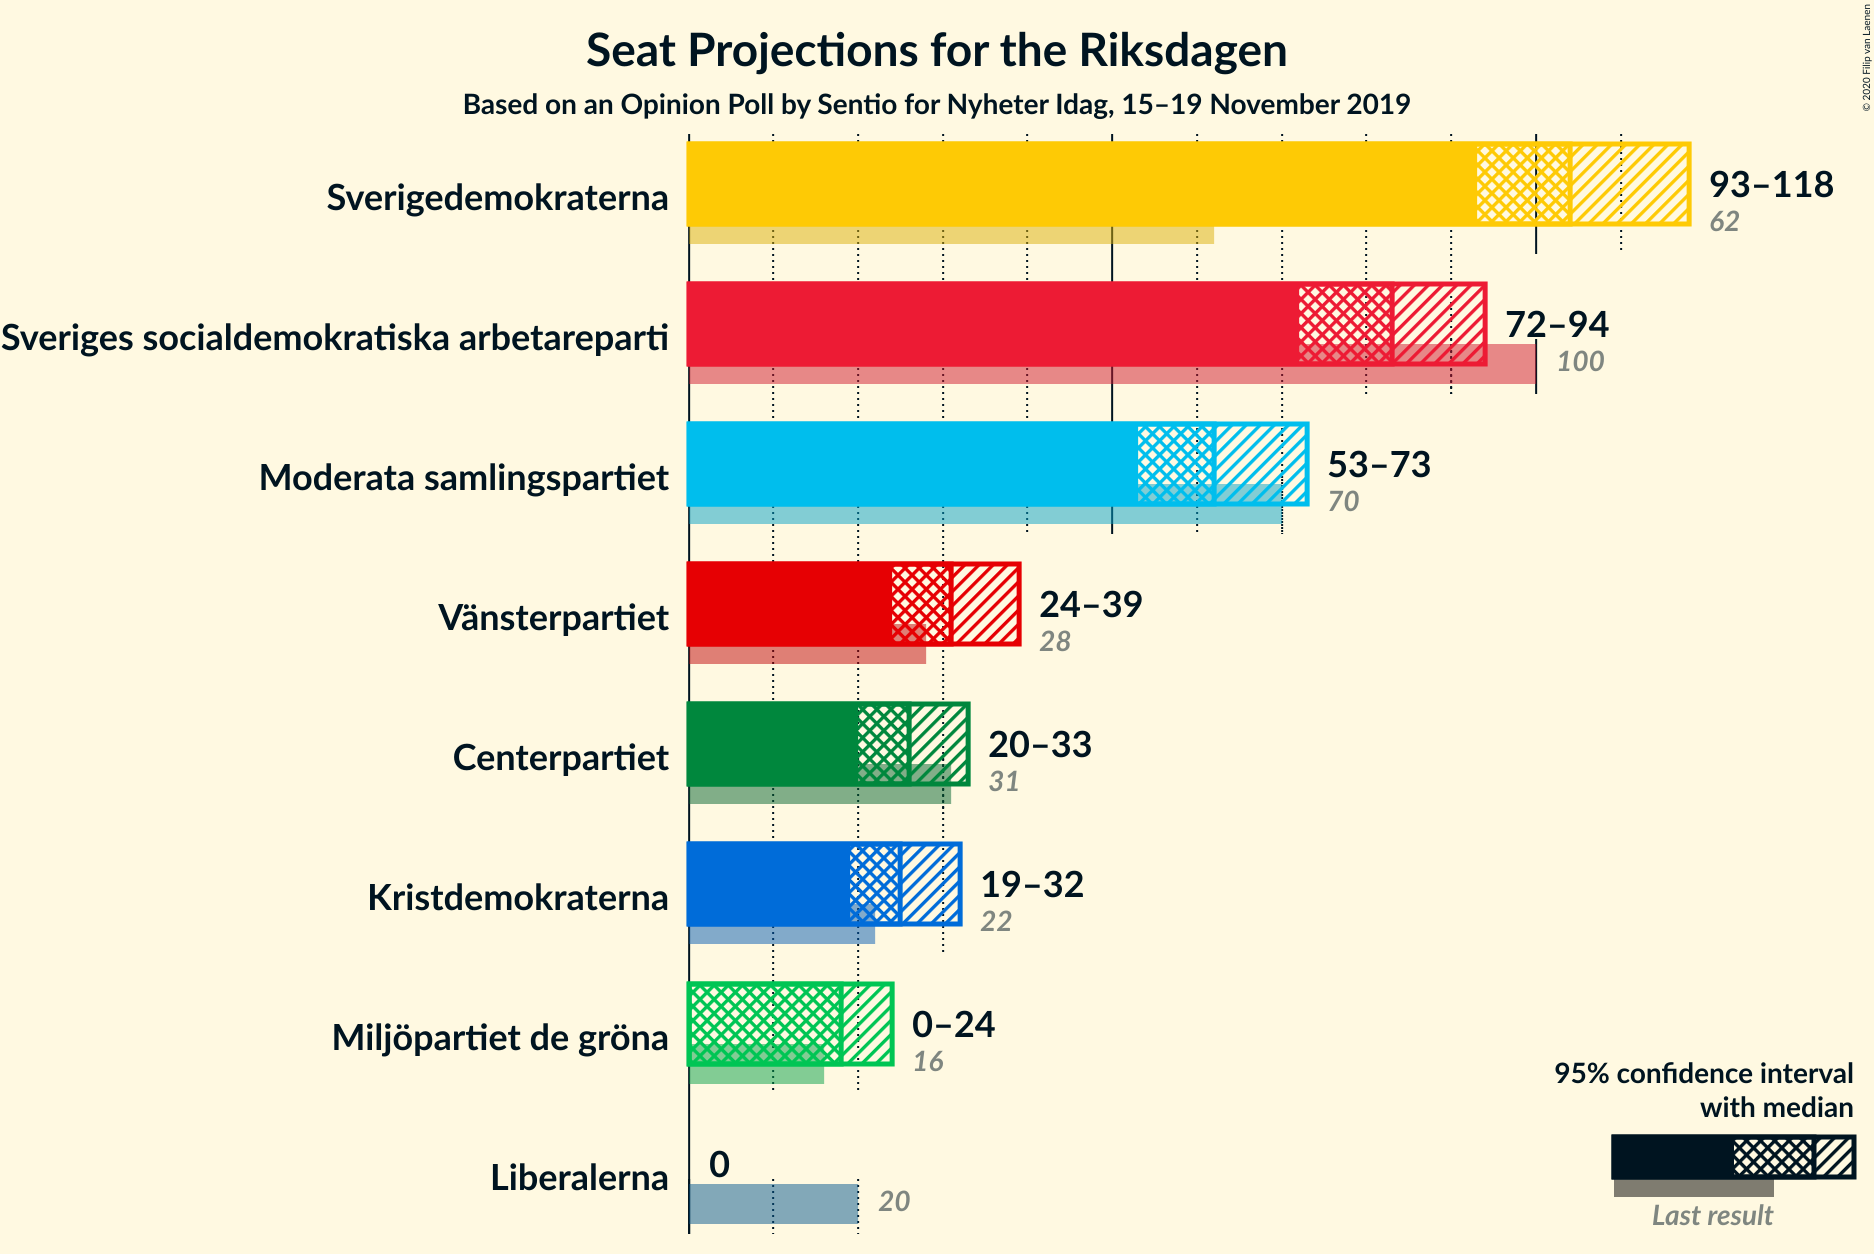 Seat Projections for the Riksdagen
Based on an Opinion Poll by Sentio for Nyheter Idag, 15–19 November 2019
© 2020 Filip van Laenen
Sverigedemokraterna
93–118
62
Sveriges socialdemokratiska arbetareparti
72–94
100
Moderata samlingspartiet
53–73
70
Vänsterpartiet
24–39
28
Centerpartiet
20–33
31
Kristdemokraterna
19–32
22
Miljöpartiet de gröna
0–24
16
Liberalerna
0
20
95% confidence interval
with median
Last result